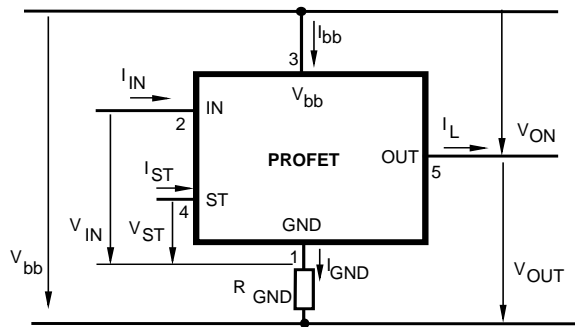 I bb
3
V bb
I IN
IN
2
I L
V ON
PROFET
OUT
5
I ST
ST
4
GND
V IN
V ST
1
I GND
V bb
R GND
V OUT